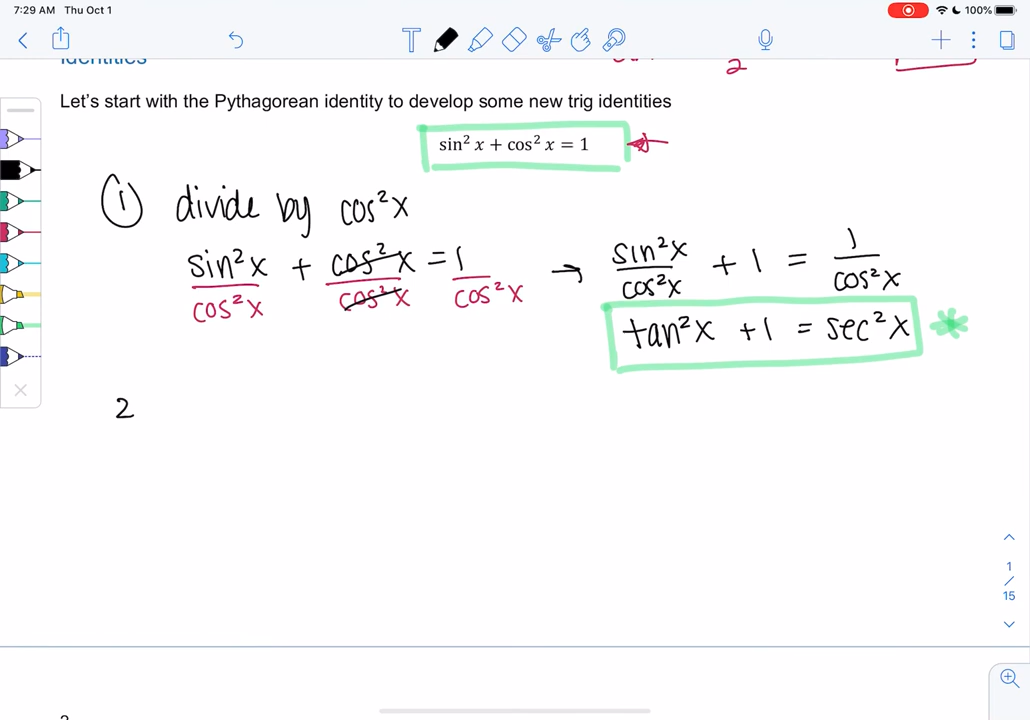 7:29 AM Thu Oct 1 100%
Identities
2
Let's start with the Pythagorean identity to develop some new trig identities
sin² x + cos² x = 1
① divide by cos²x
sin²x/cos²x + cos²x/cos²x = 1/cos²x → sin²x/cos²x + 1 = 1/cos²x
tan²x + 1 = sec²x *
2
1
/
15